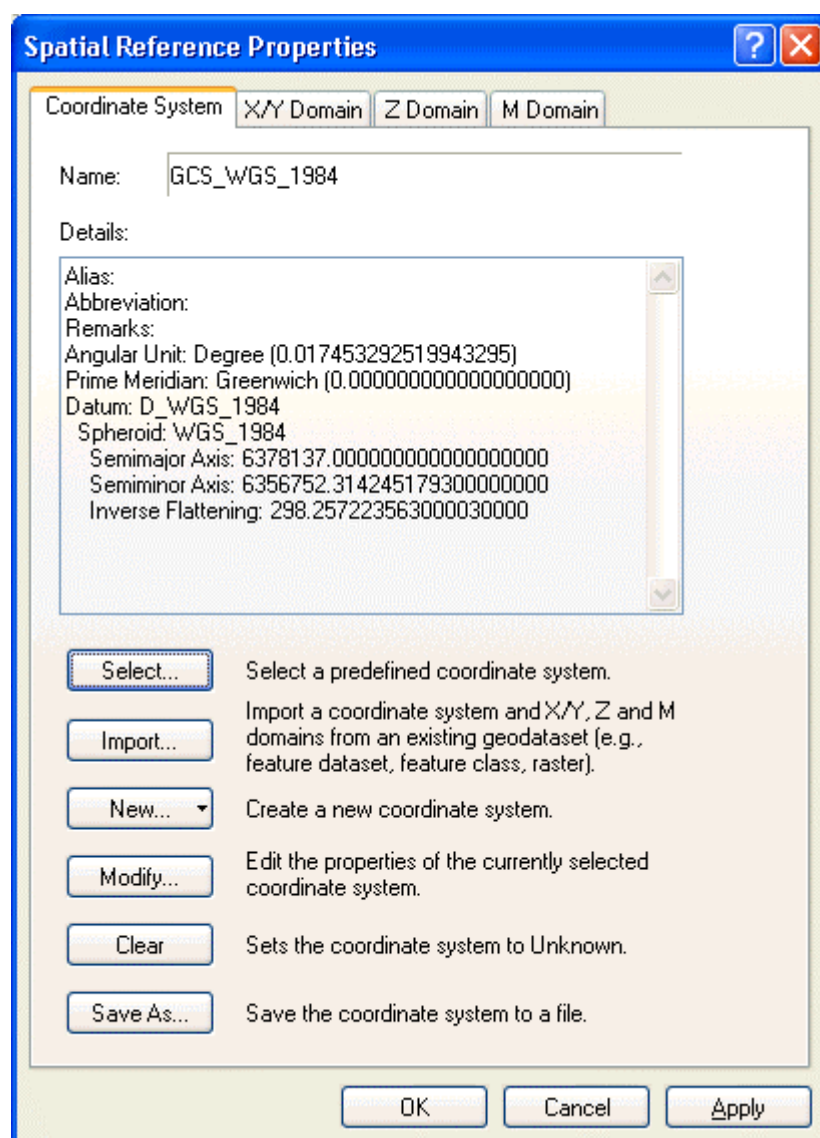 Spatial Reference Properties
Coordinate System X/Y Domain Z Domain M Domain
Name: GCS_WGS_1984
Details:
Alias:
Abbreviation:
Remarks:
Angular Unit: Degree (0.017453292519943295)
Prime Meridian: Greenwich (0.000000000000000000)
Datum: D_WGS_1984
Spheroid: WGS_1984
Semimajor Axis: 6378137.000000000000000000
Semiminor Axis: 6356752.314245179300000000
Inverse Flattening: 298.257223563000030000
Select... Select a predefined coordinate system.
Import... Import a coordinate system and X/Y, Z and M
domains from an existing geodataset (e.g.,
feature dataset, feature class, raster).
New... Create a new coordinate system.
Modify... Edit the properties of the currently selected
coordinate system.
Clear Sets the coordinate system to Unknown.
Save As... Save the coordinate system to a file.
OK Cancel Apply